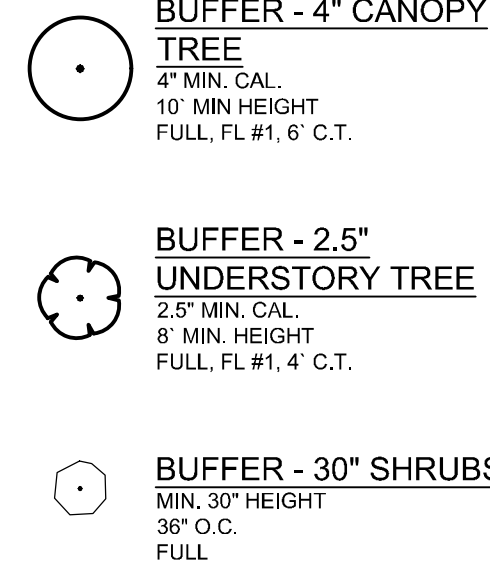 BUFFER - 4" CANOPY
TREE
4" MIN. CAL.
10` MIN HEIGHT
FULL, FL #1, 6` C.T.
BUFFER - 2.5"
UNDERSTORY TREE
2.5" MIN. CAL.
8` MIN. HEIGHT
FULL, FL #1, 4` C.T.
BUFFER - 30" SHRUBS
MIN. 30" HEIGHT
36" O.C.
FULL